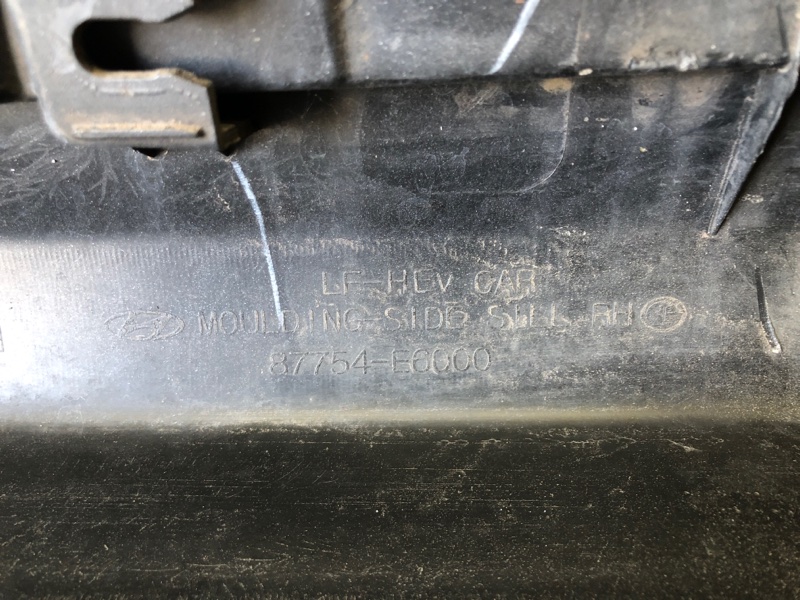 LF-HEV CAR
MOULDING-SIDE SILL RH
87754-E6000